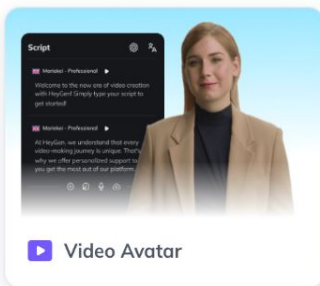 Script
Mariekel - Professional
Welcome to the new era of video creation
with HeyGen! Simply type your script to
get started!
Mariekel - Professional
At HeyGen, we understand that every
video-making journey is unique. That's
why we offer personalized support to
you get the most out of our platform.
Video Avatar